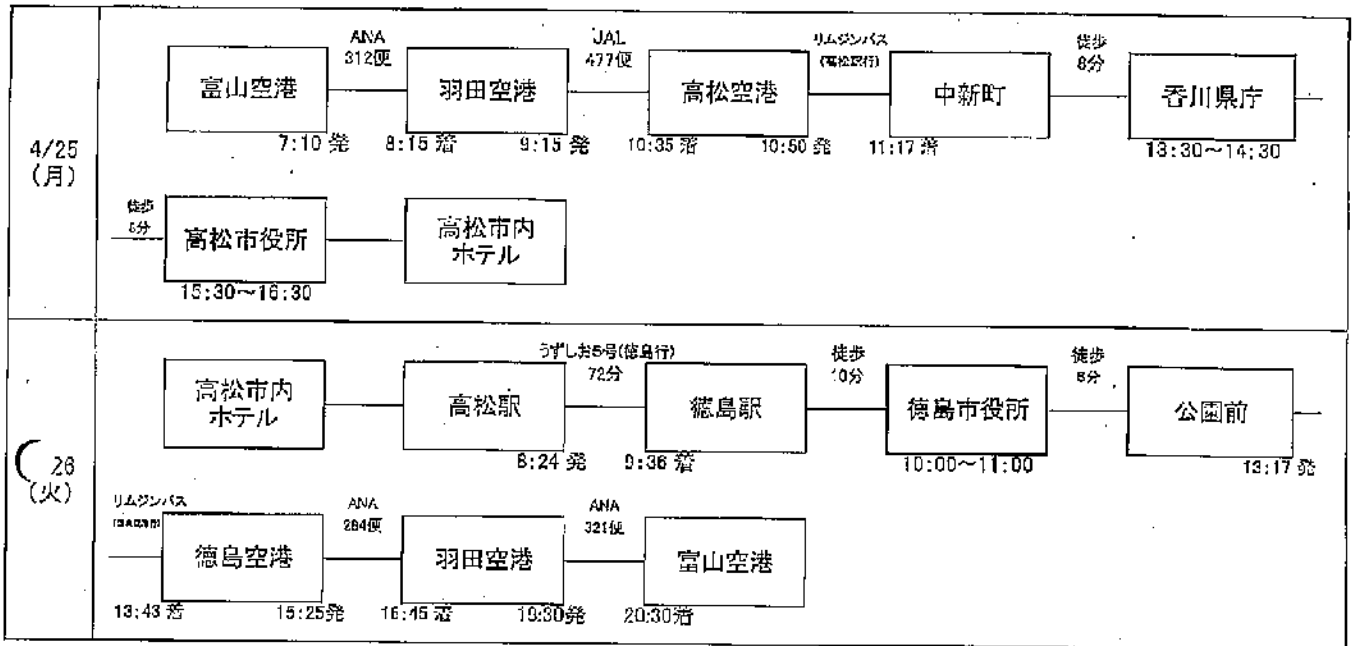 4/25
(月)
ANA
312便
JAL
477便
リムジンバス
(高松駅行)
徒歩
8分
富山空港
羽田空港
高松空港
中新町
香川県庁
7:10 発
8:15 着
9:15 発
10:35 着
10:50 発
11:17 着
13:30～14:30
徒歩
5分
高松市役所
高松市内
ホテル
15:30～16:30
26
(火)
うずしお5号(徳島行)
72分
徒歩
10分
徒歩
高松市内
ホテル
高松駅
徳島駅
徳島市役所
公園前
8:24 発
9:36 着
10:00～11:00
13:17 発
リムジンバス
ANA
284便
ANA
321便
徳島空港
羽田空港
富山空港
13:43 着
15:25発
16:45 着
19:30発
20:30着